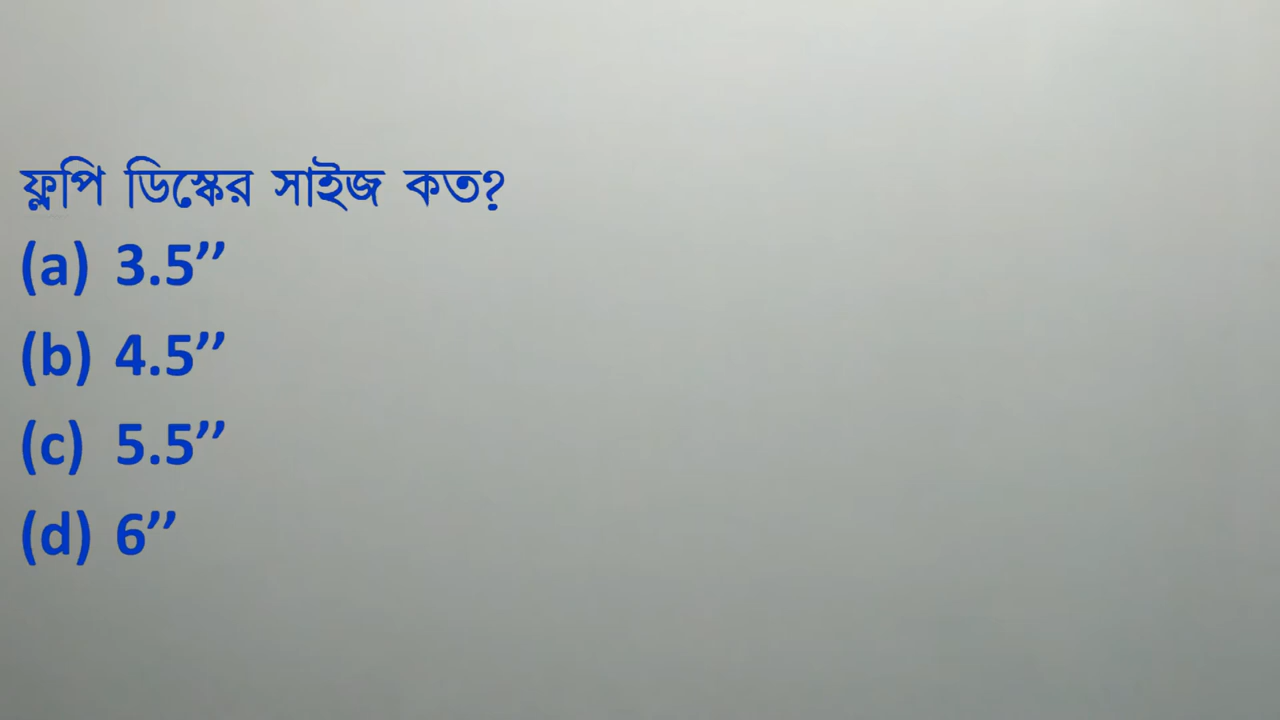 ফ্লপি ডিস্কের সাইজ কত?
(a) 3.5’’
(b) 4.5’’
(c) 5.5’’
(d) 6’’